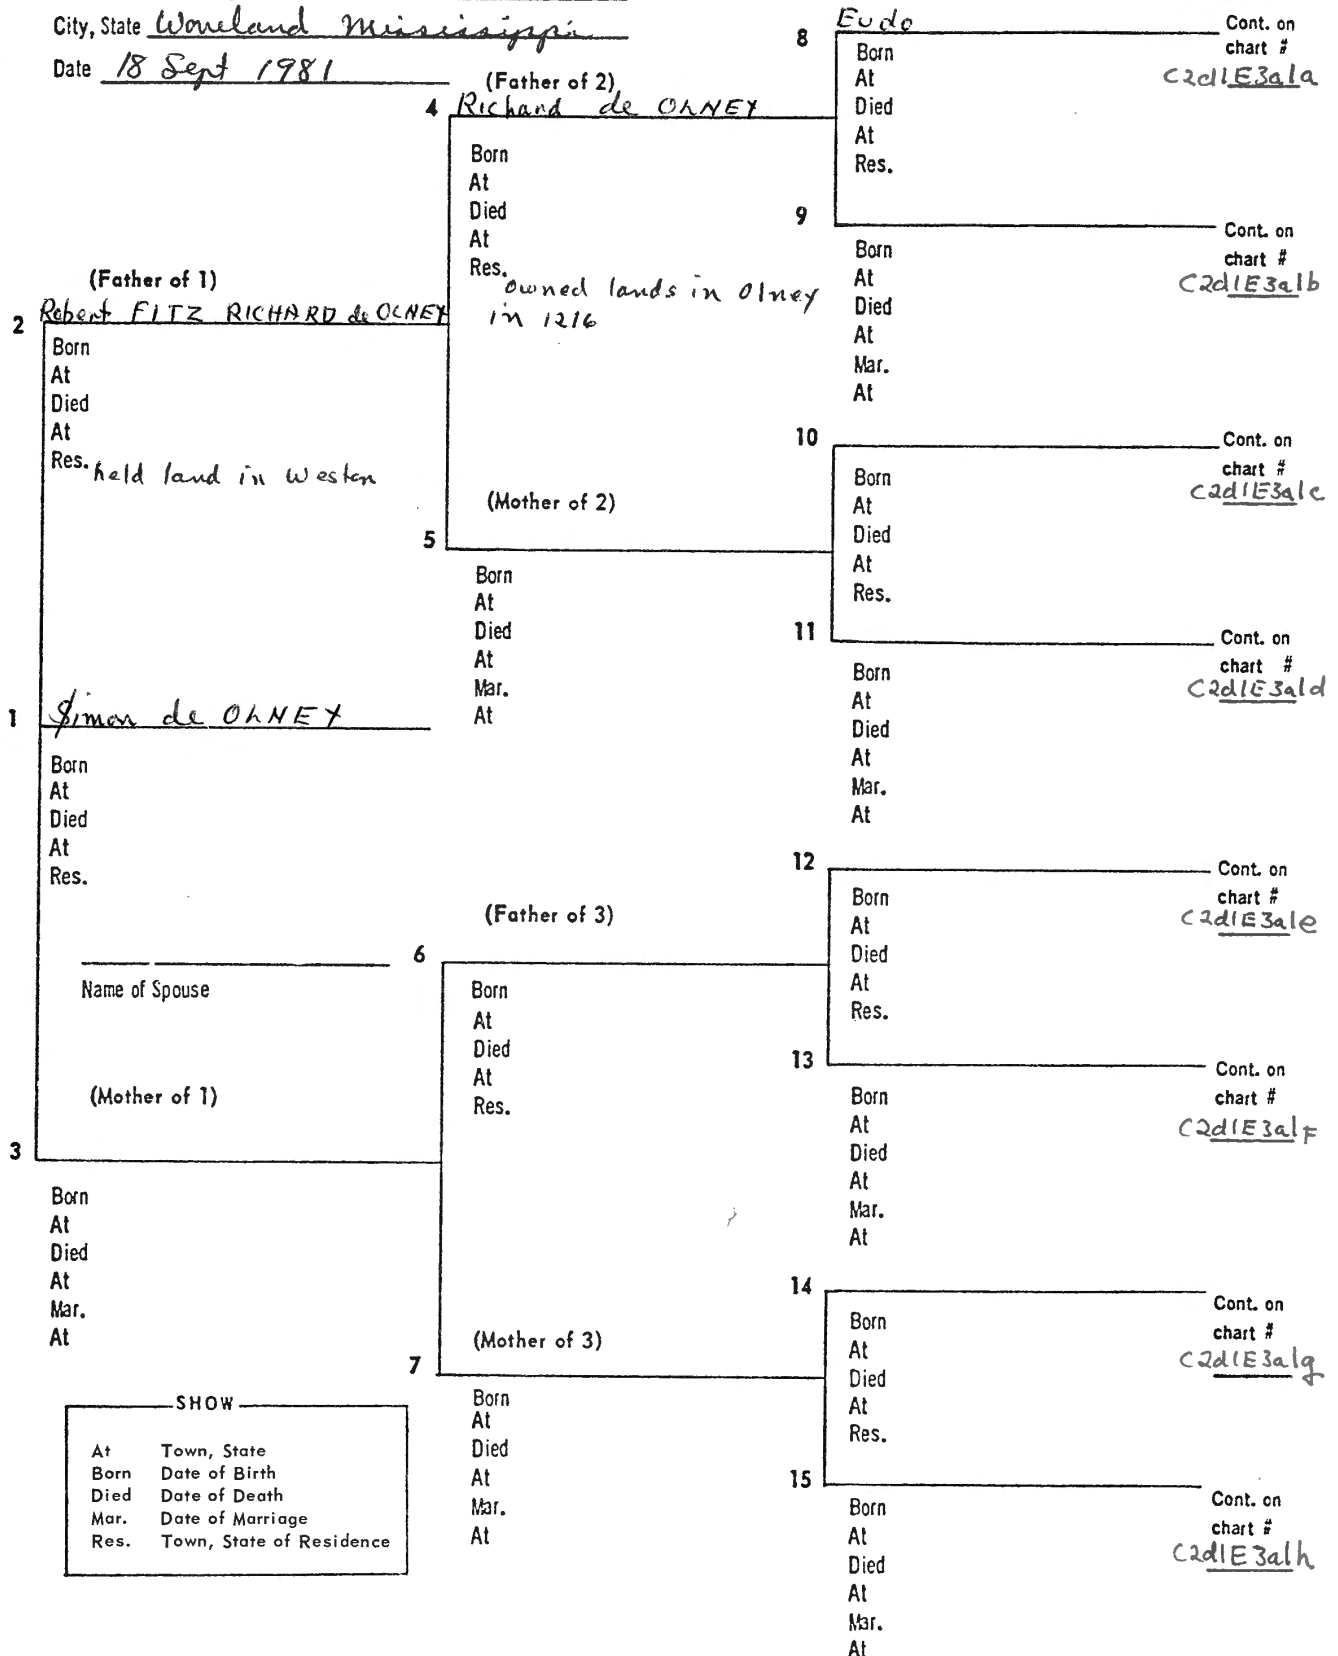 City, State Woneland Mississippi
Date 18 Sept 1981
(Father of 2)
4 Richard de OLNEY
Born
At
Died
At
Res. owned lands in Olney
in 1216
(Father of 1)
2 Robert FITZ RICHARD de OLNEY
Born
At
Died
At
Res. held land in Weston
(Mother of 2)
5
Born
At
Died
At
Mar.
At
1 Simon de OLNEY
Born
At
Died
At
Res.
Name of Spouse
(Mother of 1)
3
Born
At
Died
At
Mar.
At
(Father of 3)
6
Born
At
Died
At
Res.
(Mother of 3)
7
Born
At
Died
At
Mar.
At
8 Eudo
Born
At
Died
At
Res.
Cont. on
chart #
C2d1E3a1a
9
Born
At
Died
At
Mar.
At
Cont. on
chart #
C2d1E3a1b
10
Born
At
Died
At
Res.
Cont. on
chart #
C2d1E3a1c
11
Born
At
Died
At
Mar.
At
Cont. on
chart #
C2d1E3a1d
12
Born
At
Died
At
Res.
Cont. on
chart #
C2d1E3a1e
13
Born
At
Died
At
Mar.
At
Cont. on
chart #
C2d1E3a1F
14
Born
At
Died
At
Res.
Cont. on
chart #
C2d1E3a1g
15
Born
At
Died
At
Mar.
At
Cont. on
chart #
C2d1E3a1h
SHOW
At Town, State
Born Date of Birth
Died Date of Death
Mar. Date of Marriage
Res. Town, State of Residence